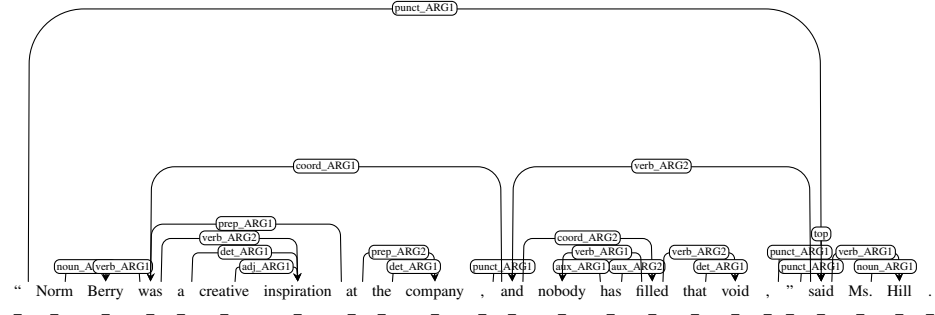 punct_ARG1
coord_ARG1 verb_ARG2
prep_ARG1
verb_ARG2 coord_ARG2 top
det_ARG1 prep_ARG2 verb_ARG1 verb_ARG2 punct_ARG1 verb_ARG1
noun_A verb_ARG1 adj_ARG1 det_ARG1 punct_ARG1 aux_ARG1 aux_ARG2 det_ARG1 punct_ARG1 noun_ARG1
“ Norm Berry was a creative inspiration at the company , and nobody has filled that void , ” said Ms. Hill .
_ _ _ _ _ _ _ _ _ _ _ _ _ _ _ _ _ _ _ _ _ _ _